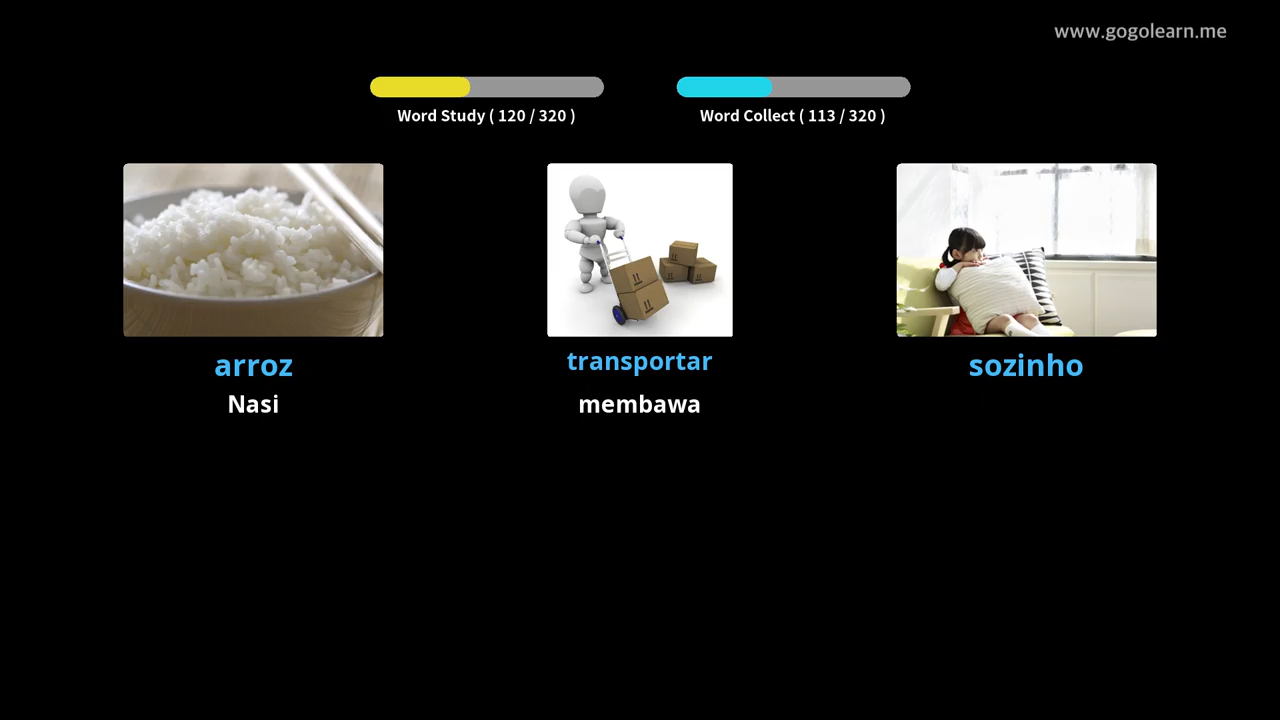 www.gogolearn.me
Word Study ( 120 / 320 )
Word Collect ( 113 / 320 )
arroz
Nasi
transportar
membawa
sozinho